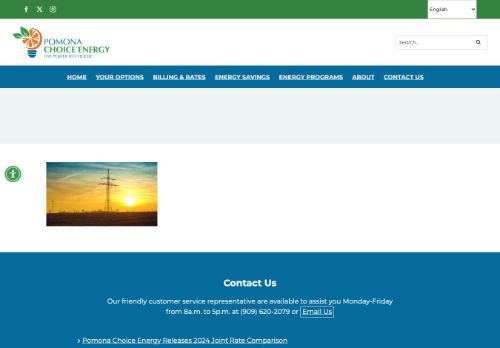 English
POMONA
CHOICE ENERGY
THE POWER TO CHOOSE
Search...
HOME YOUR OPTIONS BILLING & RATES ENERGY SAVINGS ENERGY PROGRAMS ABOUT CONTACT US
Contact Us
Our friendly customer service representative are available to assist you Monday-Friday
from 8a.m. to 5p.m. at (909) 620-2079 or Email Us
› Pomona Choice Energy Releases 2024 Joint Rate Comparison